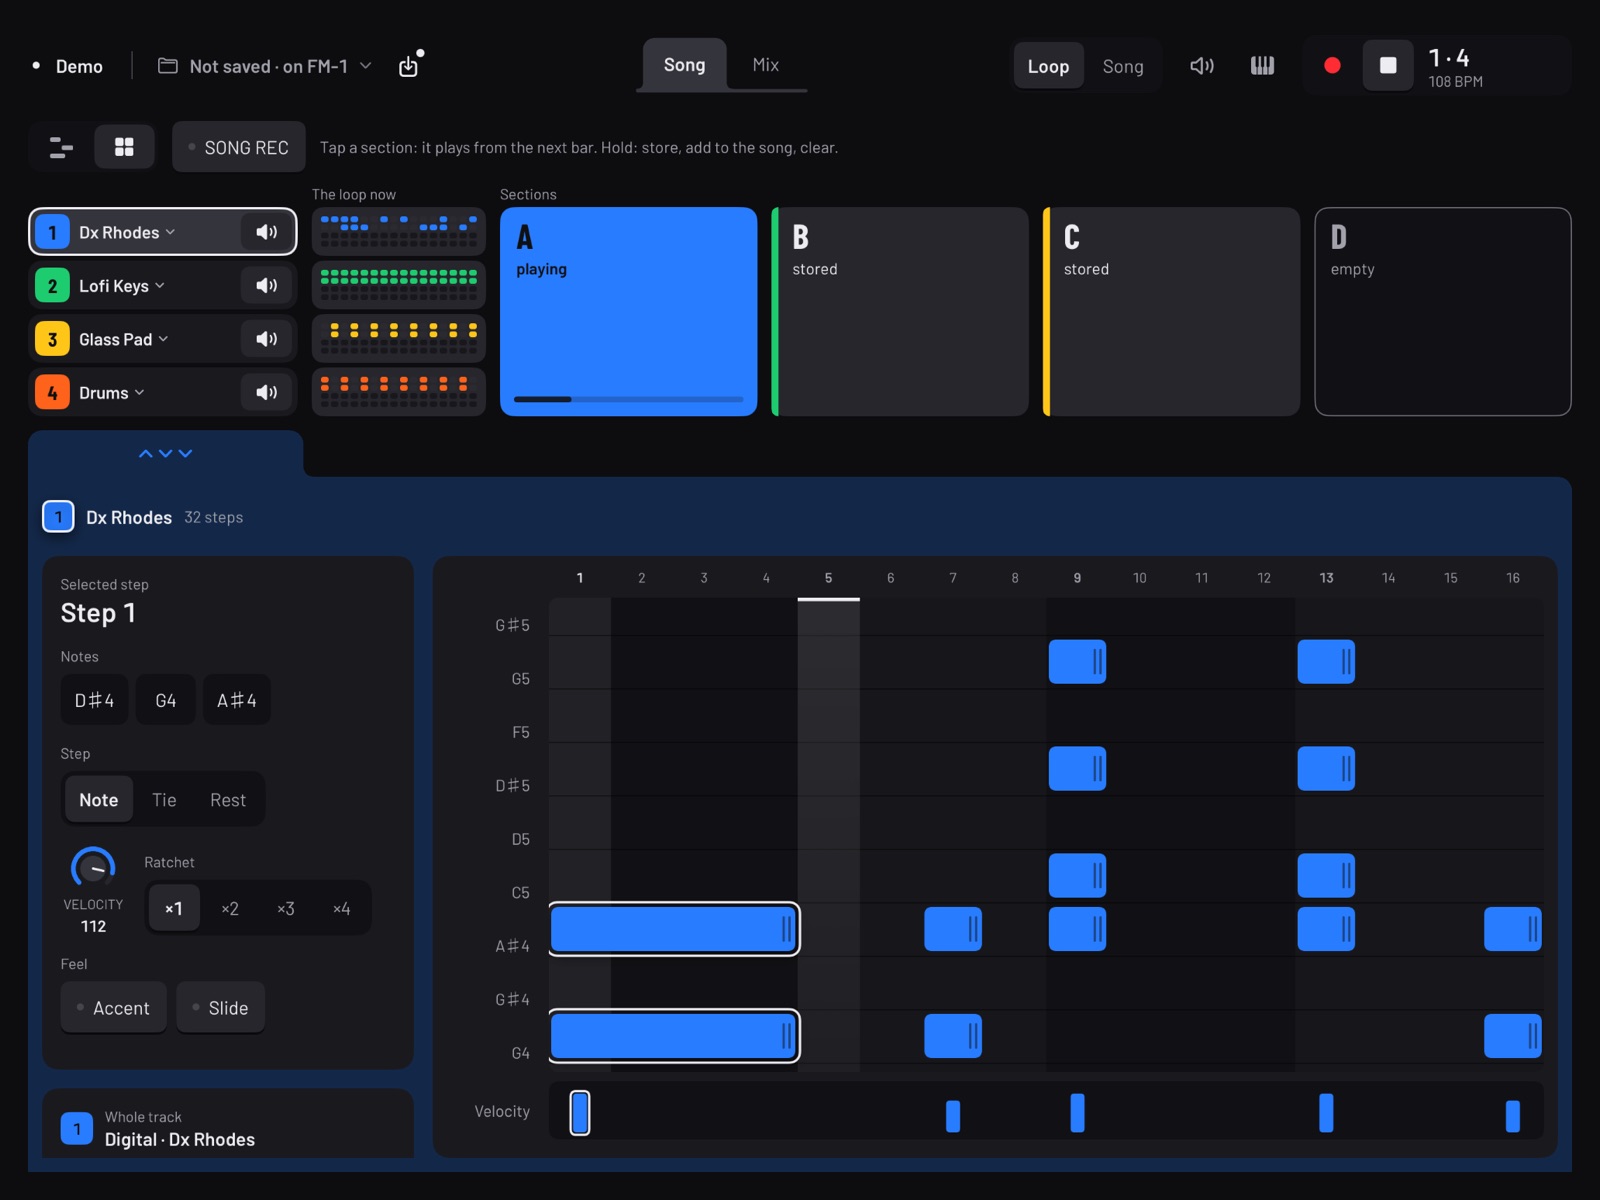 Demo
Not saved · on FM-1
Song
Mix
Loop
Song
1 · 4
108 BPM
SONG REC
Tap a section: it plays from the next bar. Hold: store, add to the song, clear.
The loop now
Sections
1
Dx Rhodes
2
Lofi Keys
3
Glass Pad
4
Drums
A
playing
B
stored
C
stored
D
empty
1
Dx Rhodes
32 steps
Selected step
Step 1
Notes
D♯4
G4
A♯4
Step
Note
Tie
Rest
Ratchet
VELOCITY
112
×1
×2
×3
×4
Feel
Accent
Slide
1
Whole track
Digital · Dx Rhodes
1 2 3 4 5 6 7 8 9 10 11 12 13 14 15 16
G♯5
G5
F5
D♯5
D5
C5
A♯4
G♯4
G4
Velocity